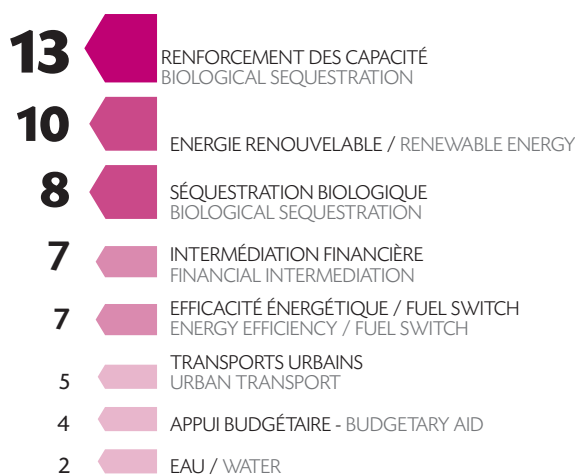 13
RENFORCEMENT DES CAPACITÉ
BIOLOGICAL SEQUESTRATION
10
ENERGIE RENOUVELABLE / RENEWABLE ENERGY
8
SÉQUESTRATION BIOLOGIQUE
BIOLOGICAL SEQUESTRATION
7
INTERMÉDIATION FINANCIÈRE
FINANCIAL INTERMEDIATION
7
EFFICACITÉ ÉNERGÉTIQUE / FUEL SWITCH
ENERGY EFFICIENCY / FUEL SWITCH
5
TRANSPORTS URBAINS
URBAN TRANSPORT
4
APPUI BUDGÉTAIRE - BUDGETARY AID
2
EAU / WATER